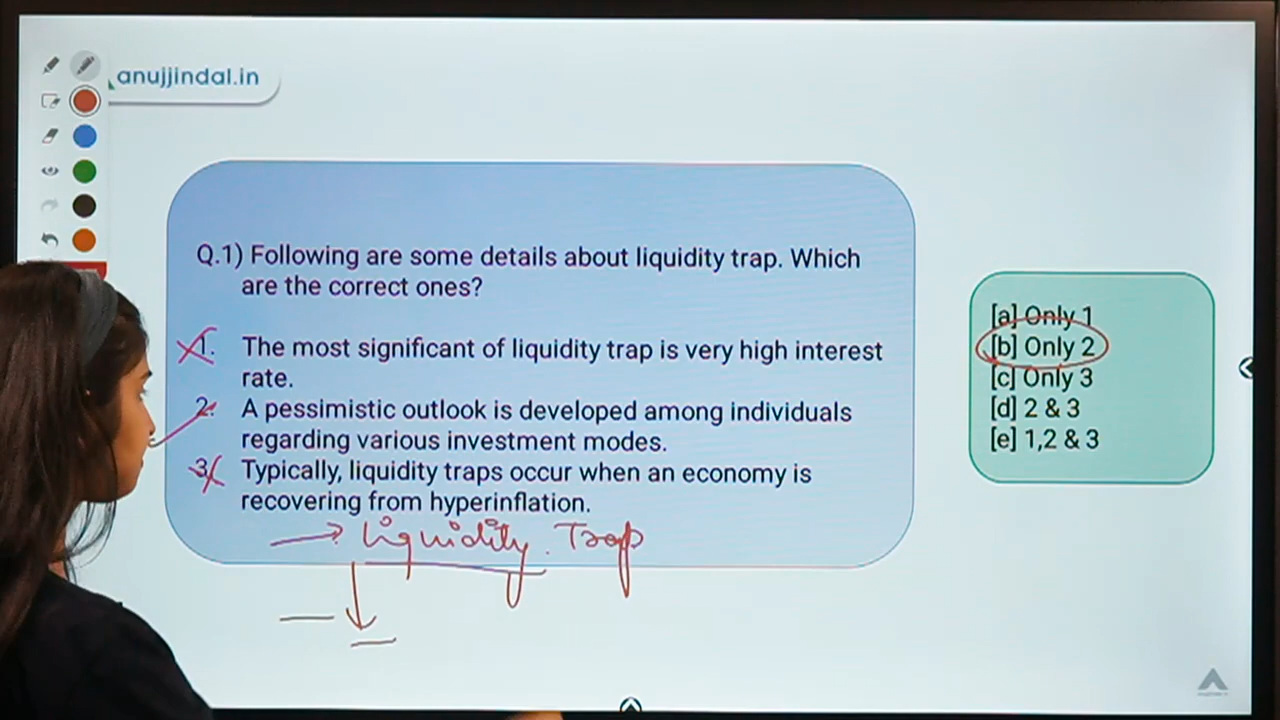 anujjindal.in
Q.1) Following are some details about liquidity trap. Which
are the correct ones?
1. The most significant of liquidity trap is very high interest
rate.
2. A pessimistic outlook is developed among individuals
regarding various investment modes.
3. Typically, liquidity traps occur when an economy is
recovering from hyperinflation.
→ Liquidity Trap
[a] Only 1
[b] Only 2
[c] Only 3
[d] 2 & 3
[e] 1,2 & 3